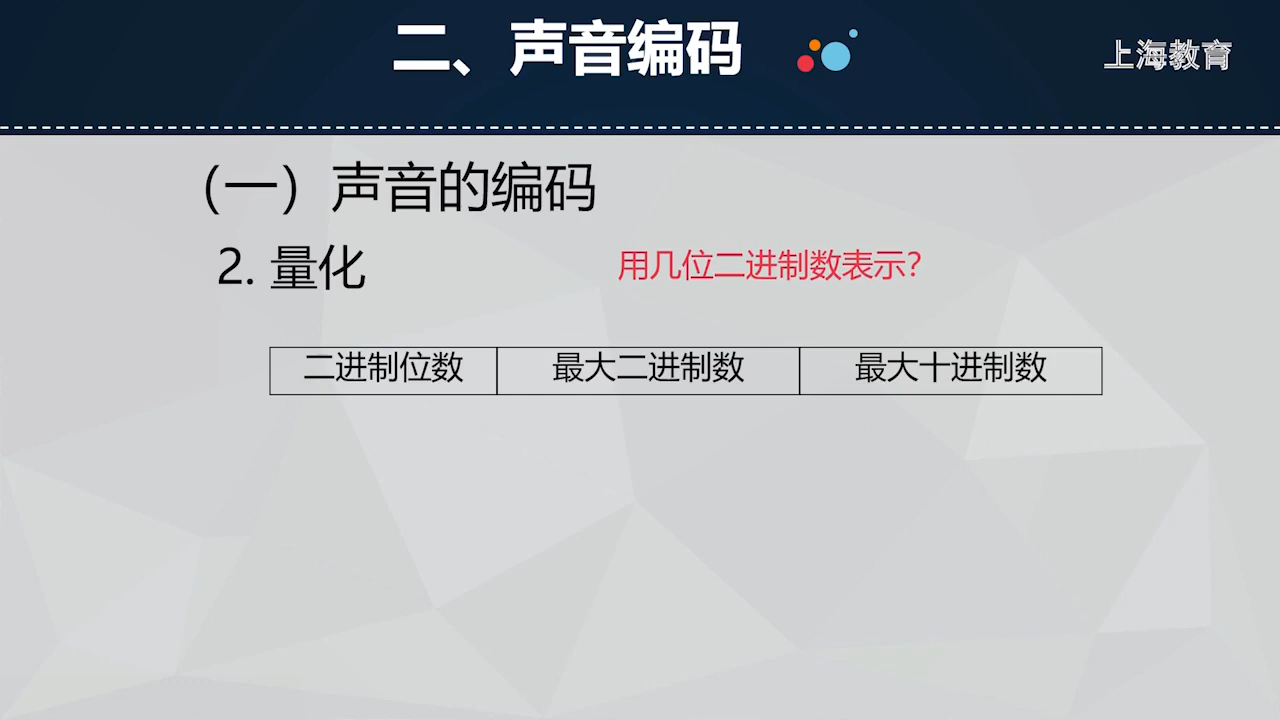 二、声音编码
上海教育
（一）声音的编码
2. 量化
用几位二进制数表示?
二进制位数 最大二进制数 最大十进制数